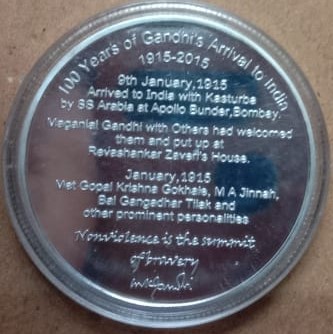 100 Years of Gandhi's Arrival to India
1915-2015
9th January,1915
Arrived to India with Kasturba
by SS Arabia at Apollo Bunder,Bombay.
Maganlal Gandhi with Others had welcomed
them and put up at
Revashankar Zaveri's House.
January,1915
Met Gopal Krishna Gokhale, M A Jinnah,
Bal Gangadhar Tilak and
other prominent personalities
Nonviolence is the summit
of bravery
MKGandhi